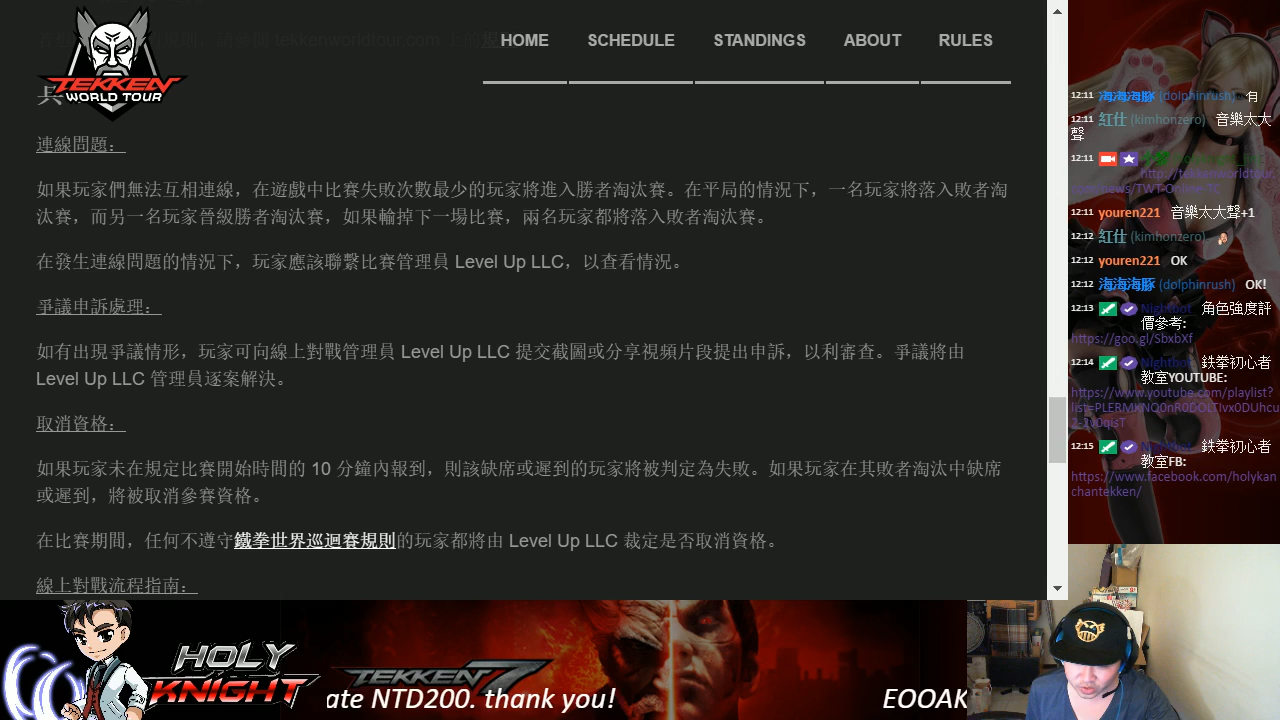 HOME SCHEDULE STANDINGS ABOUT RULES
TEKKEN
WORLD TOUR
連線問題：
如果玩家們無法互相連線，在遊戲中比賽失敗次數最少的玩家將進入勝者淘汰賽。在平局的情況下，一名玩家將落入敗者淘
汰賽，而另一名玩家晉級勝者淘汰賽，如果輸掉下一場比賽，兩名玩家都將落入敗者淘汰賽。
在發生連線問題的情況下，玩家應該聯繫比賽管理員 Level Up LLC，以查看情況。
爭議申訴處理：
如有出現爭議情形，玩家可向線上對戰管理員 Level Up LLC 提交截圖或分享視頻片段提出申訴，以利審查。爭議將由
Level Up LLC 管理員逐案解決。
取消資格：
如果玩家未在規定比賽開始時間的 10 分鐘內報到，則該缺席或遲到的玩家將被判定為失敗。如果玩家在其敗者淘汰中缺席
或遲到，將被取消參賽資格。
在比賽期間，任何不遵守鐵拳世界巡迴賽規則的玩家都將由 Level Up LLC 裁定是否取消資格。
線上對戰流程指南：
12:11 海海海豚 (dolphinrush) 有
12:11 紅仕 (kimhonzero) 音樂太大
聲
12:11
http://tekkenworldtour.
com/news/TWT-Online-TC
12:11 youren221 音樂太大聲+1
12:12 紅仕 (kimhonzero)
12:12 youren221 OK
12:12 海海海豚 (dolphinrush) OK!
12:13 Nightbot 角色強度評
價參考:
https://goo.gl/SbxbXf
12:14 Nightbot 鉄拳初心者
教室YOUTUBE:
https://www.youtube.com/playlist?
12:15 Nightbot 鉄拳初心者
教室FB:
https://www.facebook.com/holykan
chantekken/
HOLY
KNIGHT
TEKKEN 7
ate NTD200. thank you! EOOAK